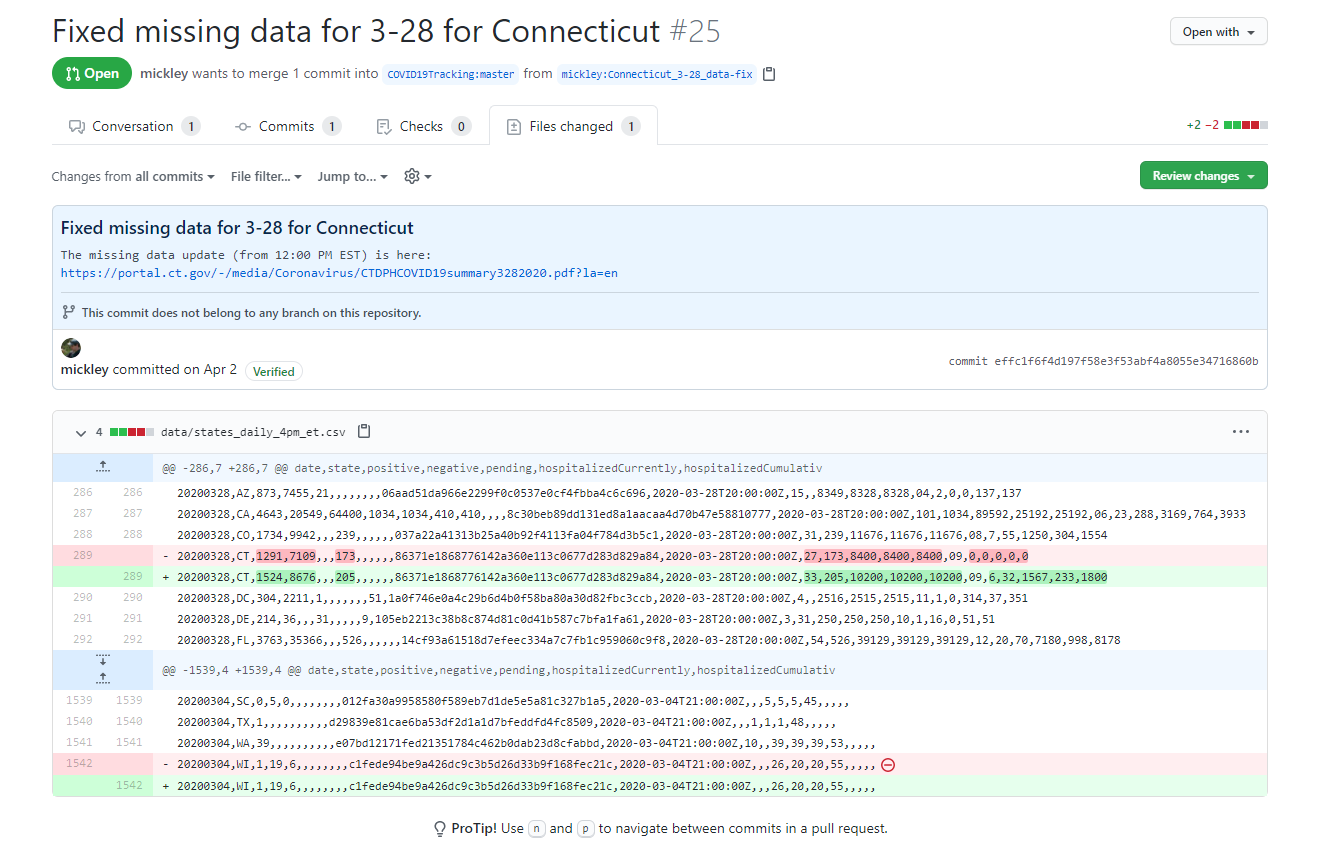 Fixed missing data for 3-28 for Connecticut #25
Open with
Open mickley wants to merge 1 commit into COVID19Tracking:master from mickley:Connecticut_3-28_data-fix
Conversation 1 Commits 1 Checks 0 Files changed 1 +2 −2
Changes from all commits File filter... Jump to... Review changes
Fixed missing data for 3-28 for Connecticut
The missing data update (from 12:00 PM EST) is here:
https://portal.ct.gov/-/media/Coronavirus/CTDPHCOVID19summary3282020.pdf?la=en
This commit does not belong to any branch on this repository.
mickley committed on Apr 2 Verified commit effc1f6f4d197f58e3f53abf4a8055e34716860b
4 data/states_daily_4pm_et.csv
@@ -286,7 +286,7 @@ date,state,positive,negative,pending,hospitalizedCurrently,hospitalizedCumulativ
286 286 20200328,AZ,873,7455,21,,,,,,,,06aad51da966e2299f0c0537e0cf4fbba4c6c696,2020-03-28T20:00:00Z,15,,8349,8328,8328,04,2,0,0,137,137
287 287 20200328,CA,4643,20549,64400,1034,1034,410,410,,,,8c30beb89dd131ed8a1aacaa4d70b47e58810777,2020-03-28T20:00:00Z,101,1034,89592,25192,25192,06,23,288,3169,764,3933
288 288 20200328,CO,1734,9942,,,239,,,,,,037a22a41313b25a40b92f4113fa04f784d3b5c1,2020-03-28T20:00:00Z,31,239,11676,11676,11676,08,7,55,1250,304,1554
289 - 20200328,CT,1291,7109,,,173,,,,,,86371e1868776142a360e113c0677d283d829a84,2020-03-28T20:00:00Z,27,173,8400,8400,8400,09,0,0,0,0,0
289 + 20200328,CT,1524,8676,,,205,,,,,,86371e1868776142a360e113c0677d283d829a84,2020-03-28T20:00:00Z,33,205,10200,10200,10200,09,6,32,1567,233,1800
290 290 20200328,DC,304,2211,1,,,,,,,51,1a0f746e0a4c29b6d4b0f58ba80a30d82fbc3ccb,2020-03-28T20:00:00Z,4,,2516,2515,2515,11,1,0,314,37,351
291 291 20200328,DE,214,36,,,31,,,,,9,105eb2213c38b8c874d81c0d41b587c7bfa1fa61,2020-03-28T20:00:00Z,3,31,250,250,250,10,1,16,0,51,51
292 292 20200328,FL,3763,35366,,,526,,,,,,14cf93a61518d7efeec334a7c7fb1c959060c9f8,2020-03-28T20:00:00Z,54,526,39129,39129,39129,12,20,70,7180,998,8178
@@ -1539,4 +1539,4 @@ date,state,positive,negative,pending,hospitalizedCurrently,hospitalizedCumulativ
1539 1539 20200304,SC,0,5,0,,,,,,,,012fa30a9958580f589eb7d1de5e5a81c327b1a5,2020-03-04T21:00:00Z,,,5,5,5,45,,,,,
1540 1540 20200304,TX,1,,,,,,,,,,d29839e81cae6ba53df2d1a1d7bfeddfd4fc8509,2020-03-04T21:00:00Z,,,1,1,1,48,,,,,
1541 1541 20200304,WA,39,,,,,,,,,,e07bd12171fed21351784c462b0dab23d8cfabbd,2020-03-04T21:00:00Z,10,,39,39,39,53,,,,,
1542 - 20200304,WI,1,19,6,,,,,,,,c1fede94be9a426dc9c3b5d26d33b9f168fec21c,2020-03-04T21:00:00Z,,,26,20,20,55,,,,,
1542 + 20200304,WI,1,19,6,,,,,,,,c1fede94be9a426dc9c3b5d26d33b9f168fec21c,2020-03-04T21:00:00Z,,,26,20,20,55,,,,,
ProTip! Use n and p to navigate between commits in a pull request.